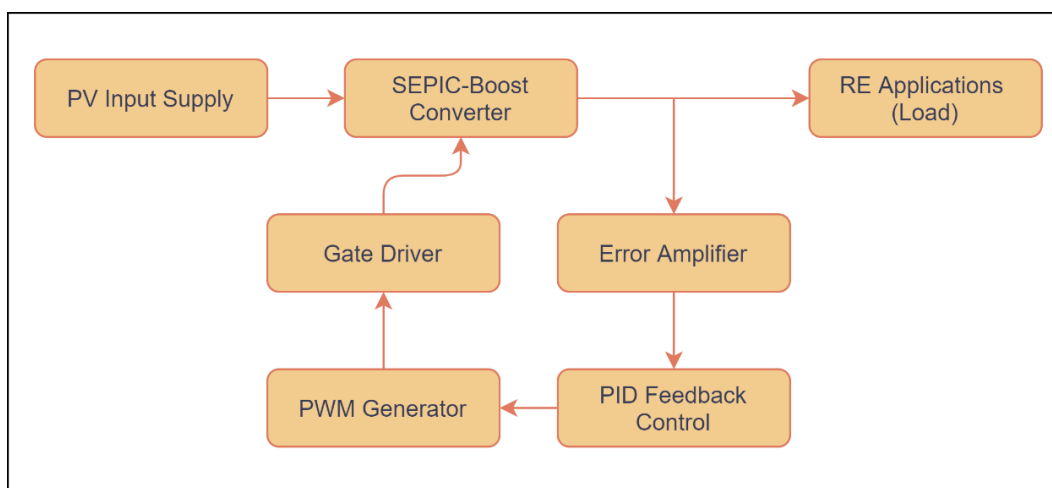 PV Input Supply
SEPIC-Boost
Converter
RE Applications
(Load)
Gate Driver
Error Amplifier
PWM Generator
PID Feedback
Control